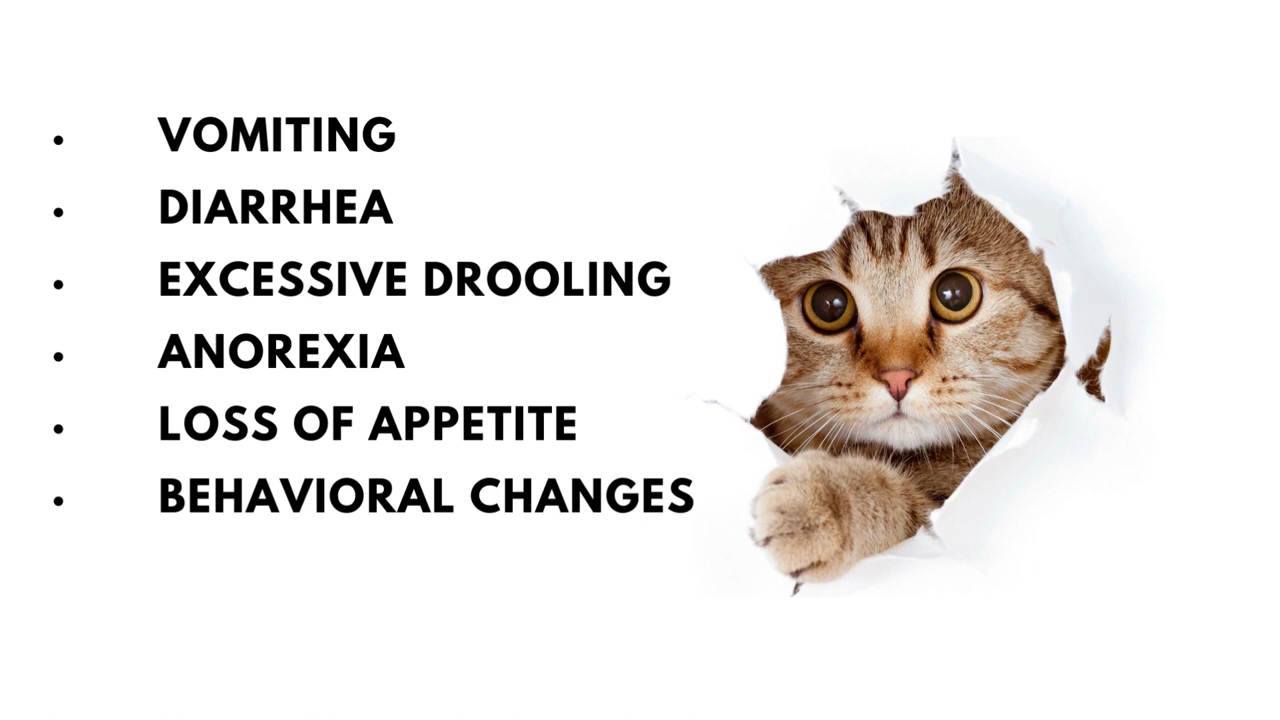 • VOMITING
• DIARRHEA
• EXCESSIVE DROOLING
• ANOREXIA
• LOSS OF APPETITE
• BEHAVIORAL CHANGES